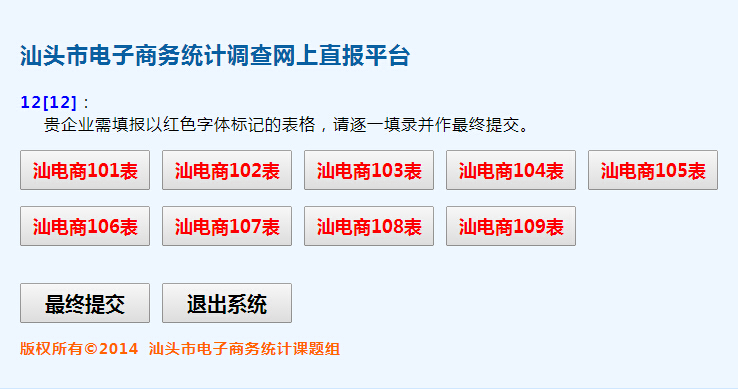 汕头市电子商务统计调查网上直报平台
12[12]：
贵企业需填报以红色字体标记的表格，请逐一填录并作最终提交。
汕电商101表 汕电商102表 汕电商103表 汕电商104表 汕电商105表
汕电商106表 汕电商107表 汕电商108表 汕电商109表
最终提交 退出系统
版权所有©2014 汕头市电子商务统计课题组